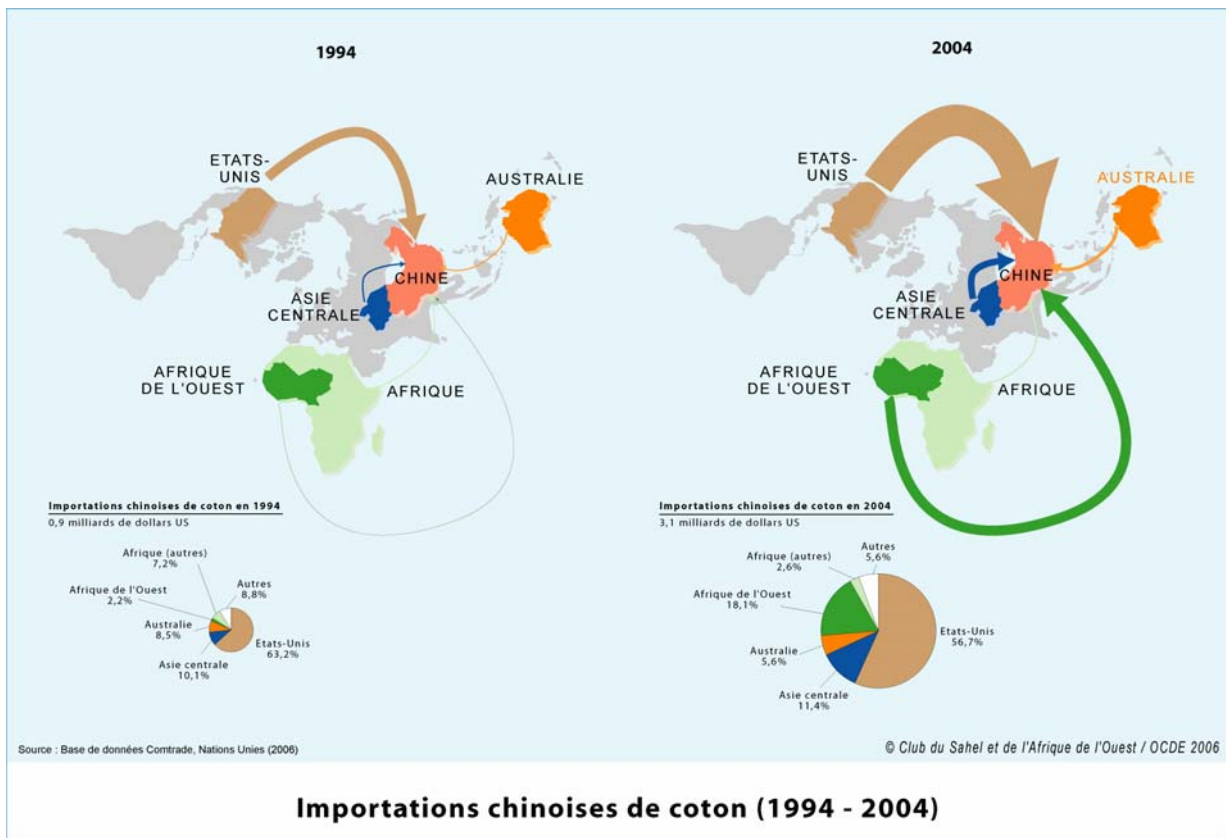 1994
ETATS-
UNIS
AUSTRALIE
CHINE
ASIE
CENTRALE
AFRIQUE
DE L'OUEST
AFRIQUE
Importations chinoises de coton en 1994
0,9 milliards de dollars US
Afrique (autres)
7,2%
Autres
8,8%
Afrique de l'Ouest
2,2%
Australie
8,5%
Etats-Unis
63,2%
Asie centrale
10,1%
2004
ETATS-
UNIS
AUSTRALIE
CHINE
ASIE
CENTRALE
AFRIQUE
DE L'OUEST
AFRIQUE
Importations chinoises de coton en 2004
3,1 milliards de dollars US
Afrique (autres)
2,6%
Autres
5,6%
Afrique de l'Ouest
18,1%
Etats-Unis
56,7%
Australie
5,6%
Asie centrale
11,4%
Source : Base de données Comtrade, Nations Unies (2006)
© Club du Sahel et de l'Afrique de l'Ouest / OCDE 2006
Importations chinoises de coton (1994 - 2004)